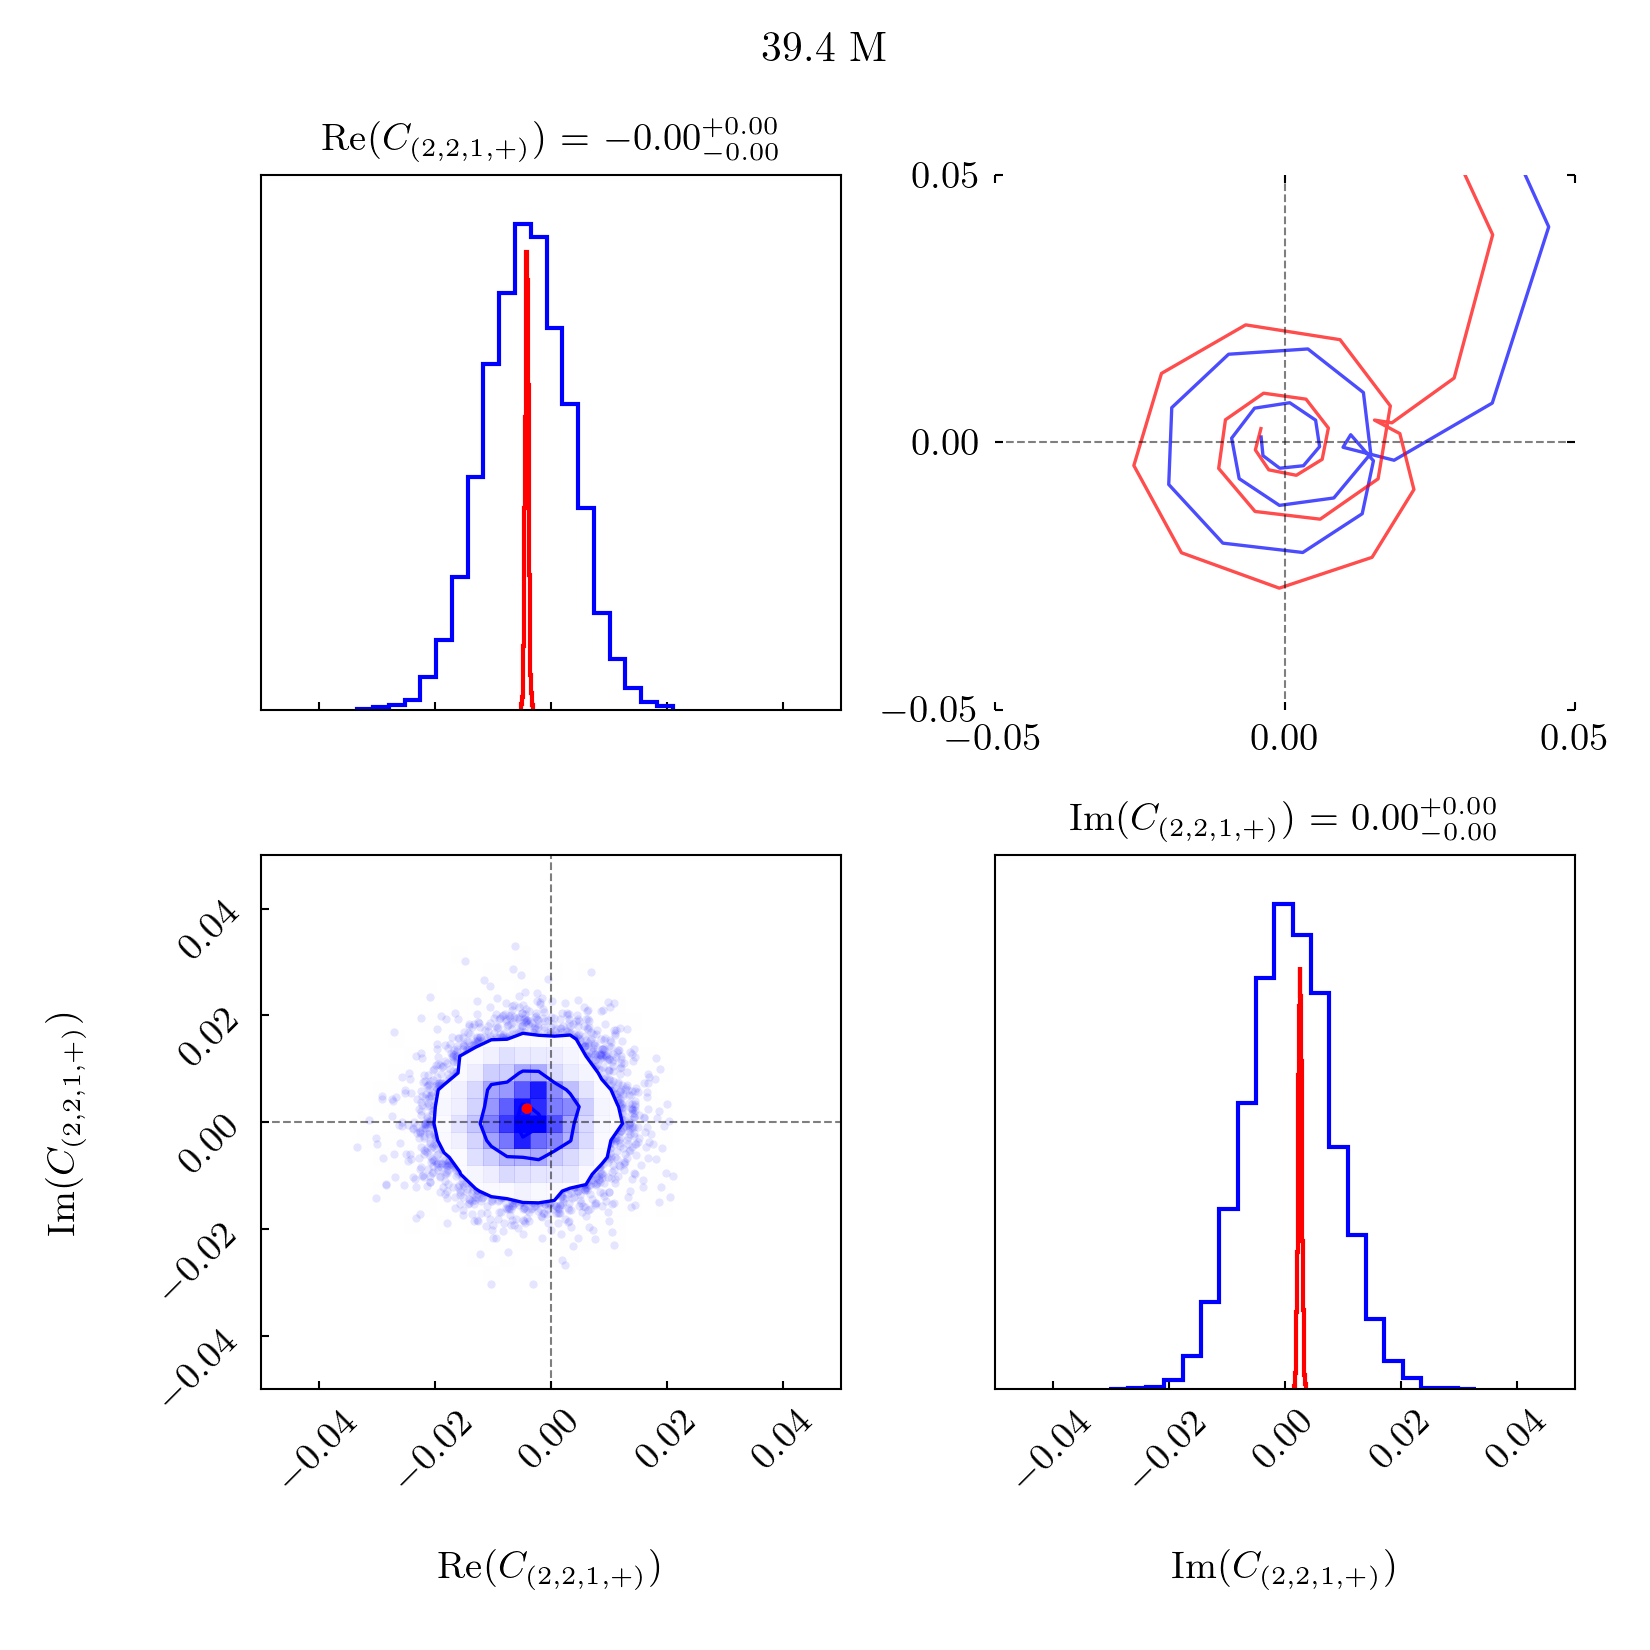 39.4 M
Re(C₍₂,₂,₁,₊₎) = −0.00⁺⁰·⁰⁰₋₀.₀₀
0.05
0.00
−0.05
−0.05 0.00 0.05
Im(C₍₂,₂,₁,₊₎) = 0.00⁺⁰·⁰⁰₋₀.₀₀
Im(C₍₂,₂,₁,₊₎)
0.04
0.02
0.00
−0.02
−0.04
−0.04 −0.02 0.00 0.02 0.04
−0.04 −0.02 0.00 0.02 0.04
Re(C₍₂,₂,₁,₊₎)
Im(C₍₂,₂,₁,₊₎)